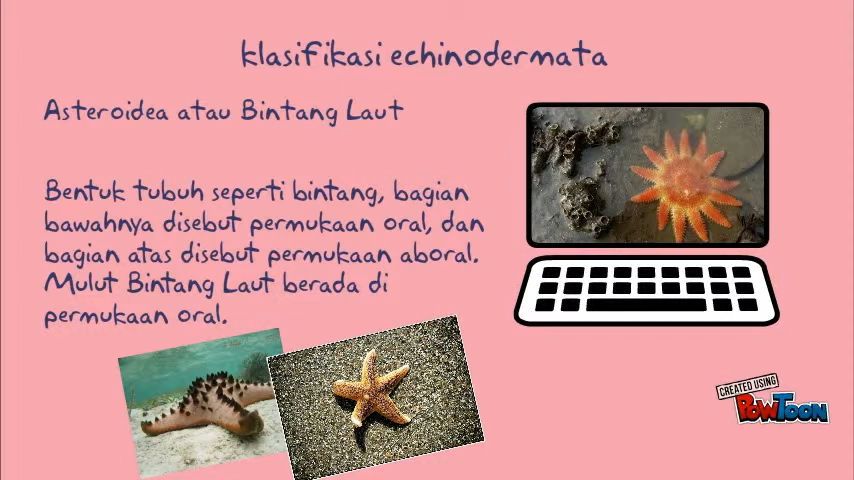 klasifikasi echinodermata
Asteroidea atau Bintang Laut
Bentuk tubuh seperti bintang, bagian
bawahnya disebut permukaan oral, dan
bagian atas disebut permukaan aboral.
Mulut Bintang Laut berada di
permukaan oral.
CREATED USING
POWTOON